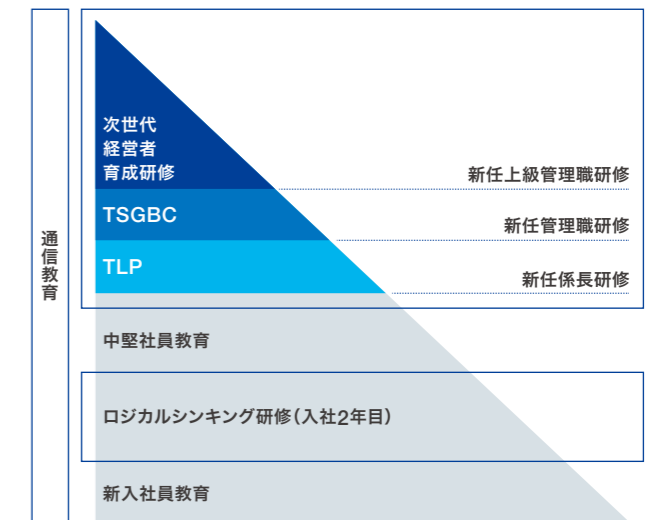 通信教育
次世代
経営者
育成研修
新任上級管理職研修
TSGBC
新任管理職研修
TLP
新任係長研修
中堅社員教育
ロジカルシンキング研修（入社2年目）
新入社員教育